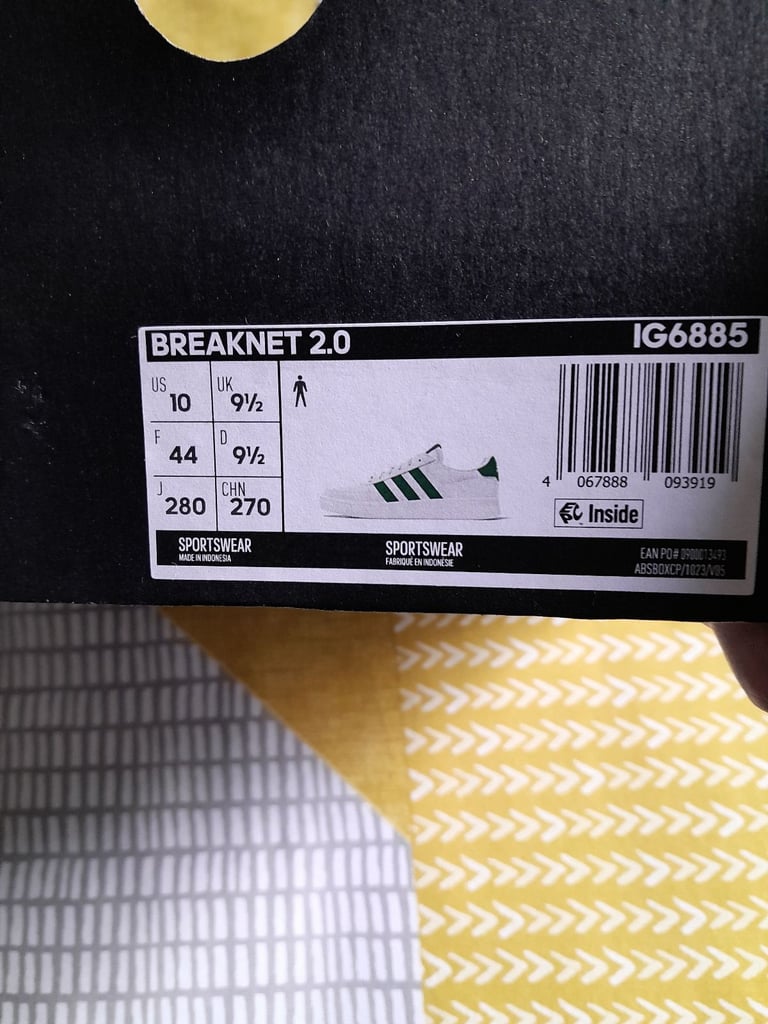 BREAKNET 2.0 IG6885
US 10 UK 9½
F 44 D 9½
J 280 CHN 270
4 067888 093919
Inside
SPORTSWEAR
MADE IN INDONESIA
SPORTSWEAR
FABRIQUÉ EN INDONÉSIE
EAN PO# 0900013493
ABSBOXCP/1023/V05